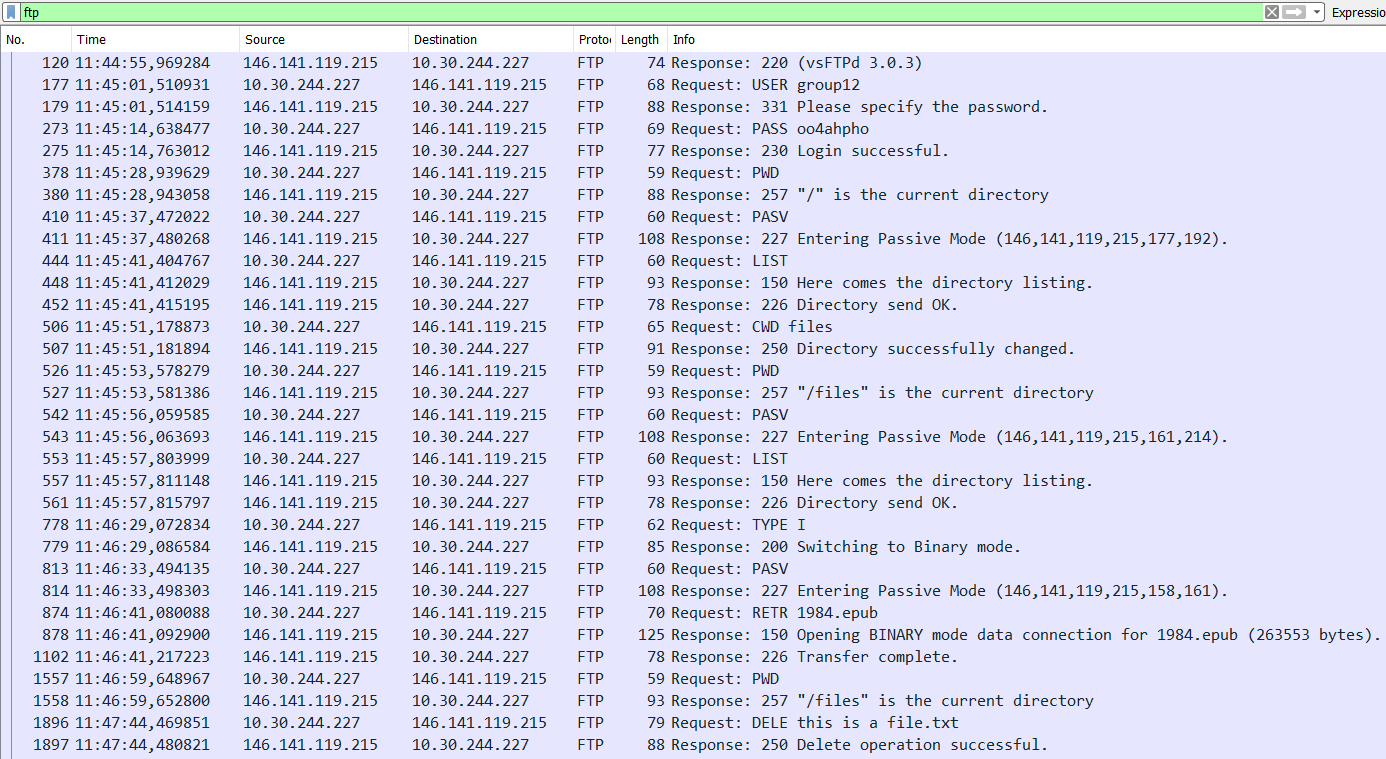 ftp Expressio
No. Time Source Destination Proto Length Info
120 11:44:55,969284 146.141.119.215 10.30.244.227 FTP 74 Response: 220 (vsFTPd 3.0.3)
177 11:45:01,510931 10.30.244.227 146.141.119.215 FTP 68 Request: USER group12
179 11:45:01,514159 146.141.119.215 10.30.244.227 FTP 88 Response: 331 Please specify the password.
273 11:45:14,638477 10.30.244.227 146.141.119.215 FTP 69 Request: PASS oo4ahpho
275 11:45:14,763012 146.141.119.215 10.30.244.227 FTP 77 Response: 230 Login successful.
378 11:45:28,939629 10.30.244.227 146.141.119.215 FTP 59 Request: PWD
380 11:45:28,943058 146.141.119.215 10.30.244.227 FTP 88 Response: 257 "/" is the current directory
410 11:45:37,472022 10.30.244.227 146.141.119.215 FTP 60 Request: PASV
411 11:45:37,480268 146.141.119.215 10.30.244.227 FTP 108 Response: 227 Entering Passive Mode (146,141,119,215,177,192).
444 11:45:41,404767 10.30.244.227 146.141.119.215 FTP 60 Request: LIST
448 11:45:41,412029 146.141.119.215 10.30.244.227 FTP 93 Response: 150 Here comes the directory listing.
452 11:45:41,415195 146.141.119.215 10.30.244.227 FTP 78 Response: 226 Directory send OK.
506 11:45:51,178873 10.30.244.227 146.141.119.215 FTP 65 Request: CWD files
507 11:45:51,181894 146.141.119.215 10.30.244.227 FTP 91 Response: 250 Directory successfully changed.
526 11:45:53,578279 10.30.244.227 146.141.119.215 FTP 59 Request: PWD
527 11:45:53,581386 146.141.119.215 10.30.244.227 FTP 93 Response: 257 "/files" is the current directory
542 11:45:56,059585 10.30.244.227 146.141.119.215 FTP 60 Request: PASV
543 11:45:56,063693 146.141.119.215 10.30.244.227 FTP 108 Response: 227 Entering Passive Mode (146,141,119,215,161,214).
553 11:45:57,803999 10.30.244.227 146.141.119.215 FTP 60 Request: LIST
557 11:45:57,811148 146.141.119.215 10.30.244.227 FTP 93 Response: 150 Here comes the directory listing.
561 11:45:57,815797 146.141.119.215 10.30.244.227 FTP 78 Response: 226 Directory send OK.
778 11:46:29,072834 10.30.244.227 146.141.119.215 FTP 62 Request: TYPE I
779 11:46:29,086584 146.141.119.215 10.30.244.227 FTP 85 Response: 200 Switching to Binary mode.
813 11:46:33,494135 10.30.244.227 146.141.119.215 FTP 60 Request: PASV
814 11:46:33,498303 146.141.119.215 10.30.244.227 FTP 108 Response: 227 Entering Passive Mode (146,141,119,215,158,161).
874 11:46:41,080088 10.30.244.227 146.141.119.215 FTP 70 Request: RETR 1984.epub
878 11:46:41,092900 146.141.119.215 10.30.244.227 FTP 125 Response: 150 Opening BINARY mode data connection for 1984.epub (263553 bytes).
1102 11:46:41,217223 146.141.119.215 10.30.244.227 FTP 78 Response: 226 Transfer complete.
1557 11:46:59,648967 10.30.244.227 146.141.119.215 FTP 59 Request: PWD
1558 11:46:59,652800 146.141.119.215 10.30.244.227 FTP 93 Response: 257 "/files" is the current directory
1896 11:47:44,469851 10.30.244.227 146.141.119.215 FTP 79 Request: DELE this is a file.txt
1897 11:47:44,480821 146.141.119.215 10.30.244.227 FTP 88 Response: 250 Delete operation successful.